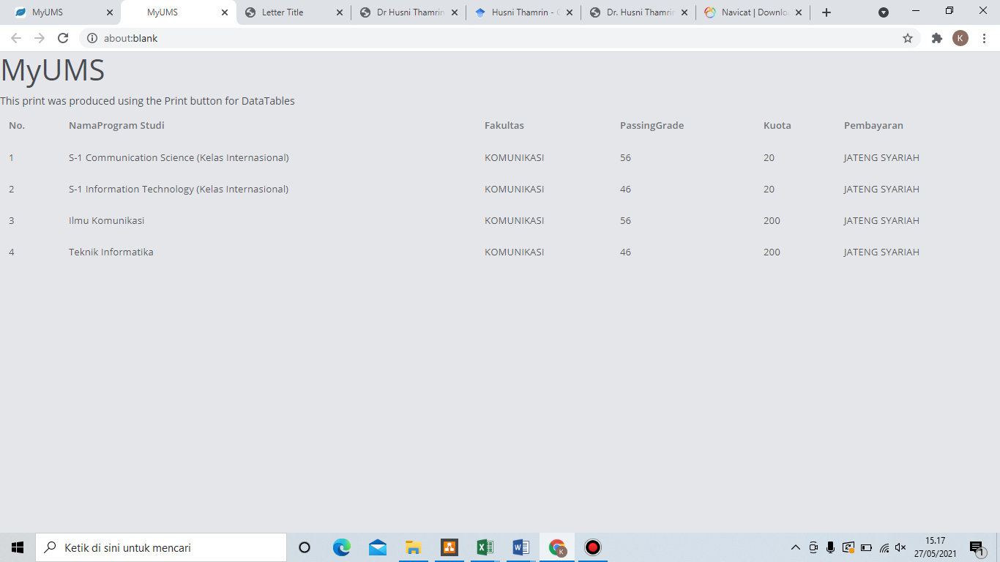 MyUMS MyUMS Letter Title Dr Husni Thamrin Husni Thamrin - Dr. Husni Thamri Navicat | Downlo
about:blank K
MyUMS
This print was produced using the Print button for DataTables
No. NamaProgram Studi Fakultas PassingGrade Kuota Pembayaran
1 S-1 Communication Science (Kelas Internasional) KOMUNIKASI 56 20 JATENG SYARIAH
2 S-1 Information Technology (Kelas Internasional) KOMUNIKASI 46 20 JATENG SYARIAH
3 Ilmu Komunikasi KOMUNIKASI 56 200 JATENG SYARIAH
4 Teknik Informatika KOMUNIKASI 46 200 JATENG SYARIAH
Ketik di sini untuk mencari K 15.17
27/05/2021 1